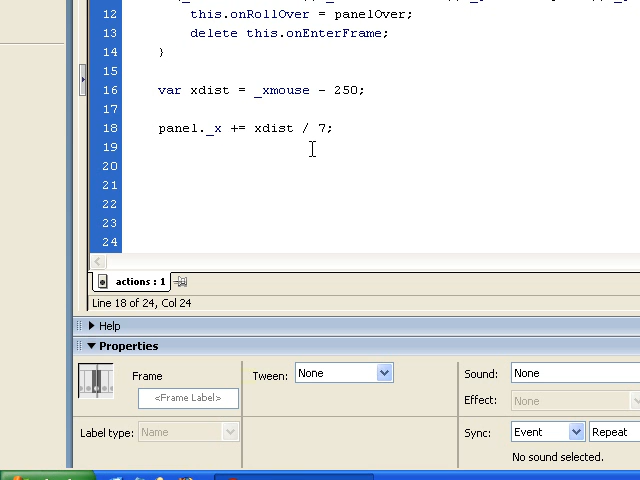 12 this.onRollOver = panelOver;
13 delete this.onEnterFrame;
14 }
15
16 var xdist = _xmouse - 250;
17
18 panel._x += xdist / 7;
19
20
21
22
23
24
actions : 1
Line 18 of 24, Col 24
Help
Properties
Frame
<Frame Label>
Tween: None
Sound: None
Effect: None
Label type: Name
Sync: Event Repeat
No sound selected.